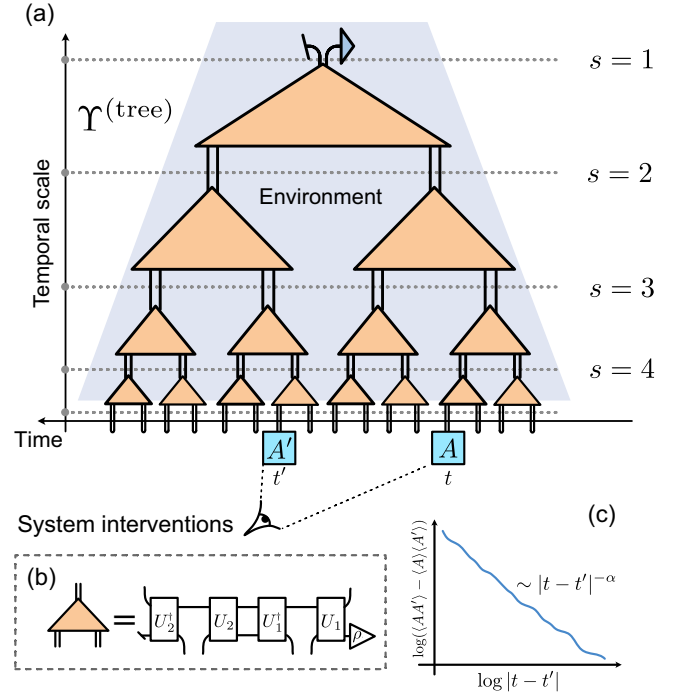 (a)
s = 1
ϒ(tree)
s = 2
Environment
Temporal scale
s = 3
s = 4
Time
A′
A
t′
t
System interventions
(c)
(b)
=
U₂†
U₂
U₁†
U₁
ρ
log(⟨AA′⟩ − ⟨A⟩⟨A′⟩)
∼ |t − t′|^−α
log |t − t′|